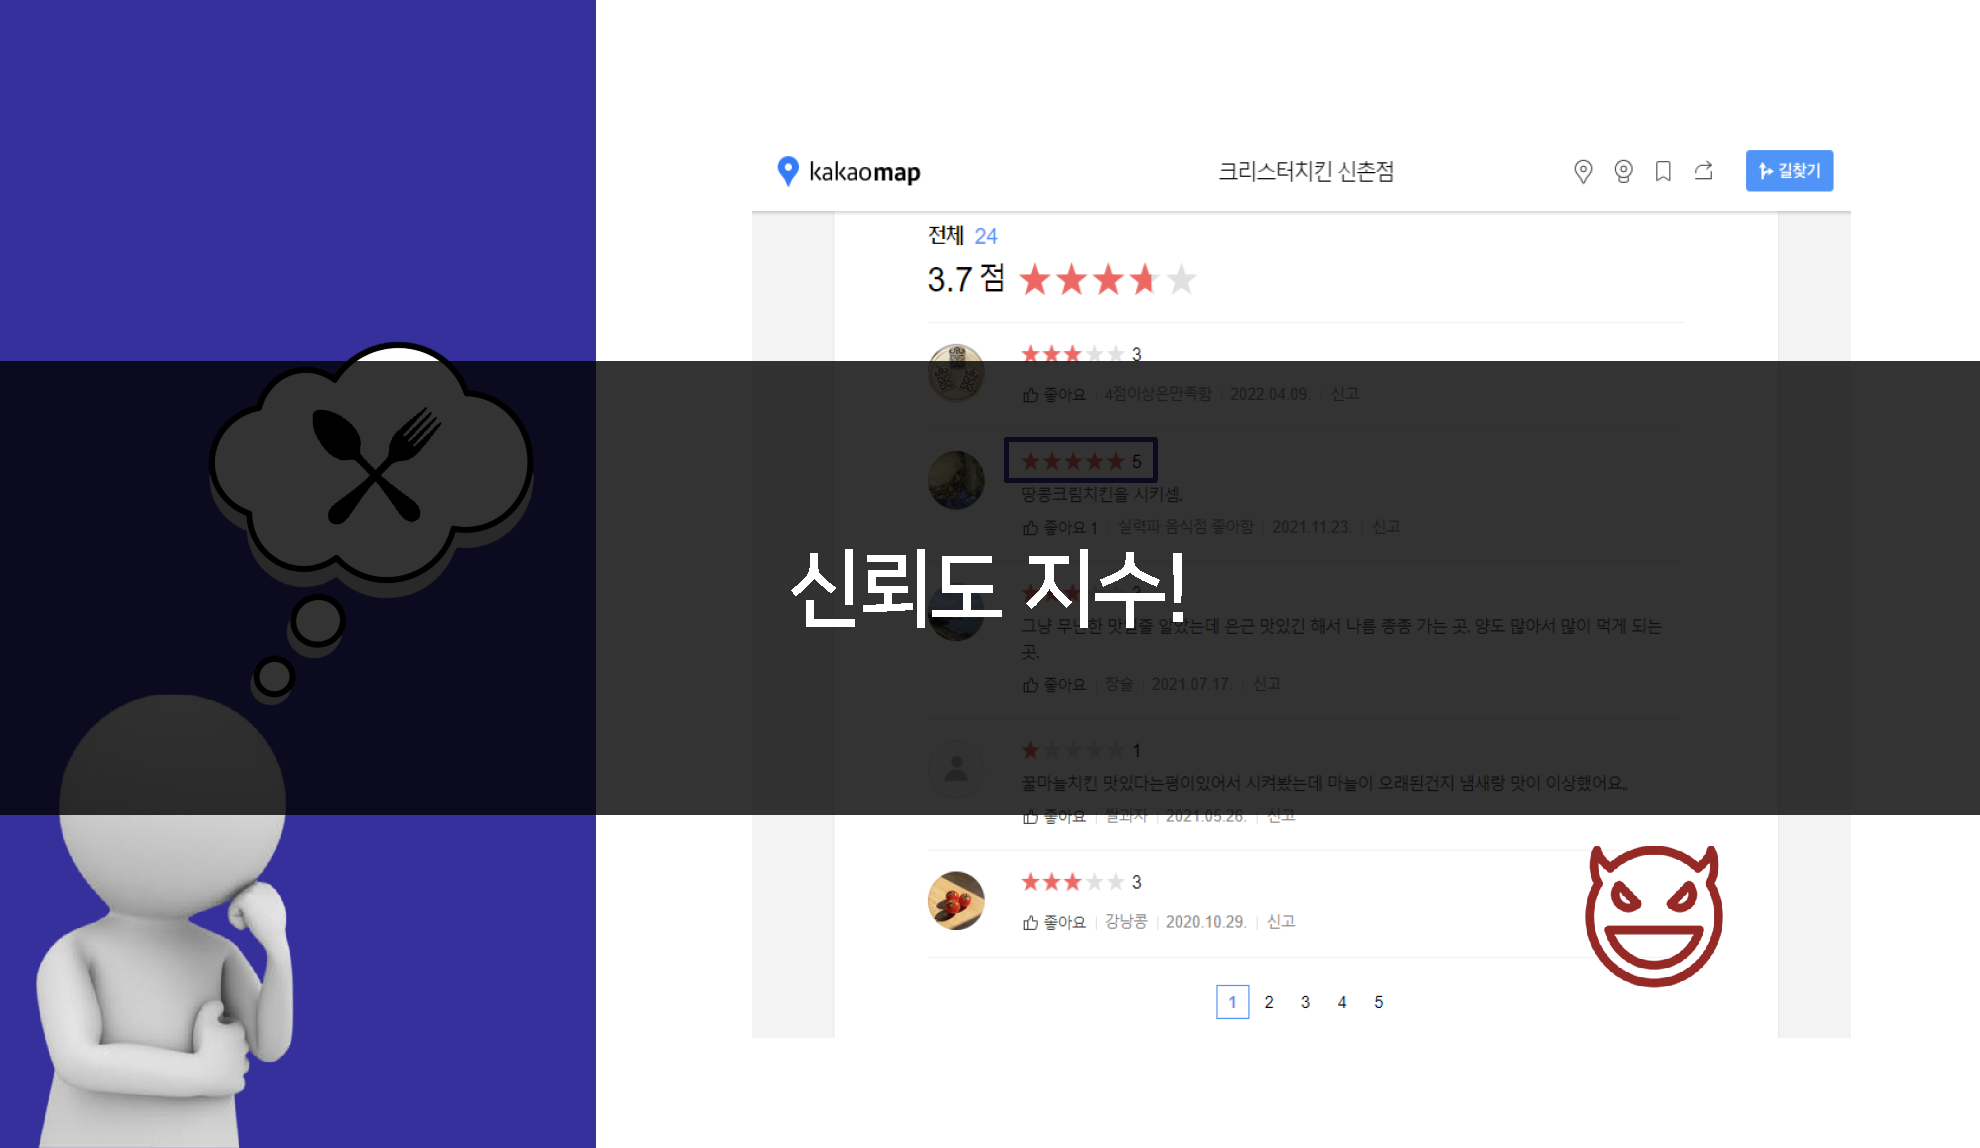 kakaomap
크리스터치킨 신촌점
길찾기
전체 24
3.7 점
3
좋아요 4점이상은만족함 2022.04.09. 신고
5
땅콩크림치킨을 시키셈.
좋아요 1 실력파 음식점 좋아함 2021.11.23. 신고
신뢰도 지수!
3
그냥 무난한 맛일줄 알았는데 은근 맛있긴 해서 나름 종종 가는 곳. 양도 많아서 많이 먹게 되는
곳.
좋아요 창슬 2021.07.17. 신고
1
꿀마늘치킨 맛있다는평이있어서 시켜봤는데 마늘이 오래된건지 냄새랑 맛이 이상했어요..
좋아요 쌀과자 2021.05.26. 신고
3
좋아요 강낭콩 2020.10.29. 신고
1 2 3 4 5